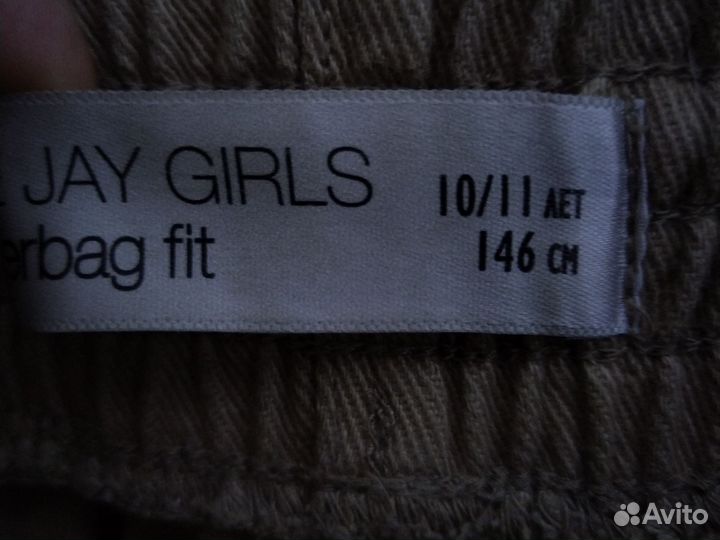 JAY GIRLS 10/11 ЛЕТ
erbag fit 146 СМ
Avito